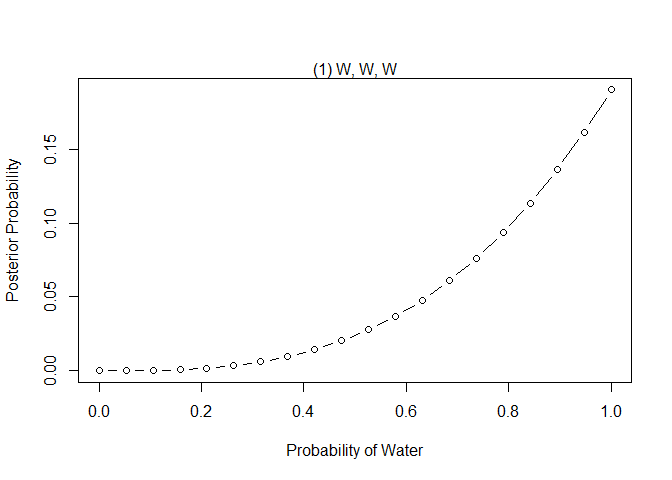 (1) W, W, W
Posterior Probability
0.15
0.10
0.05
0.00
0.0 0.2 0.4 0.6 0.8 1.0
Probability of Water